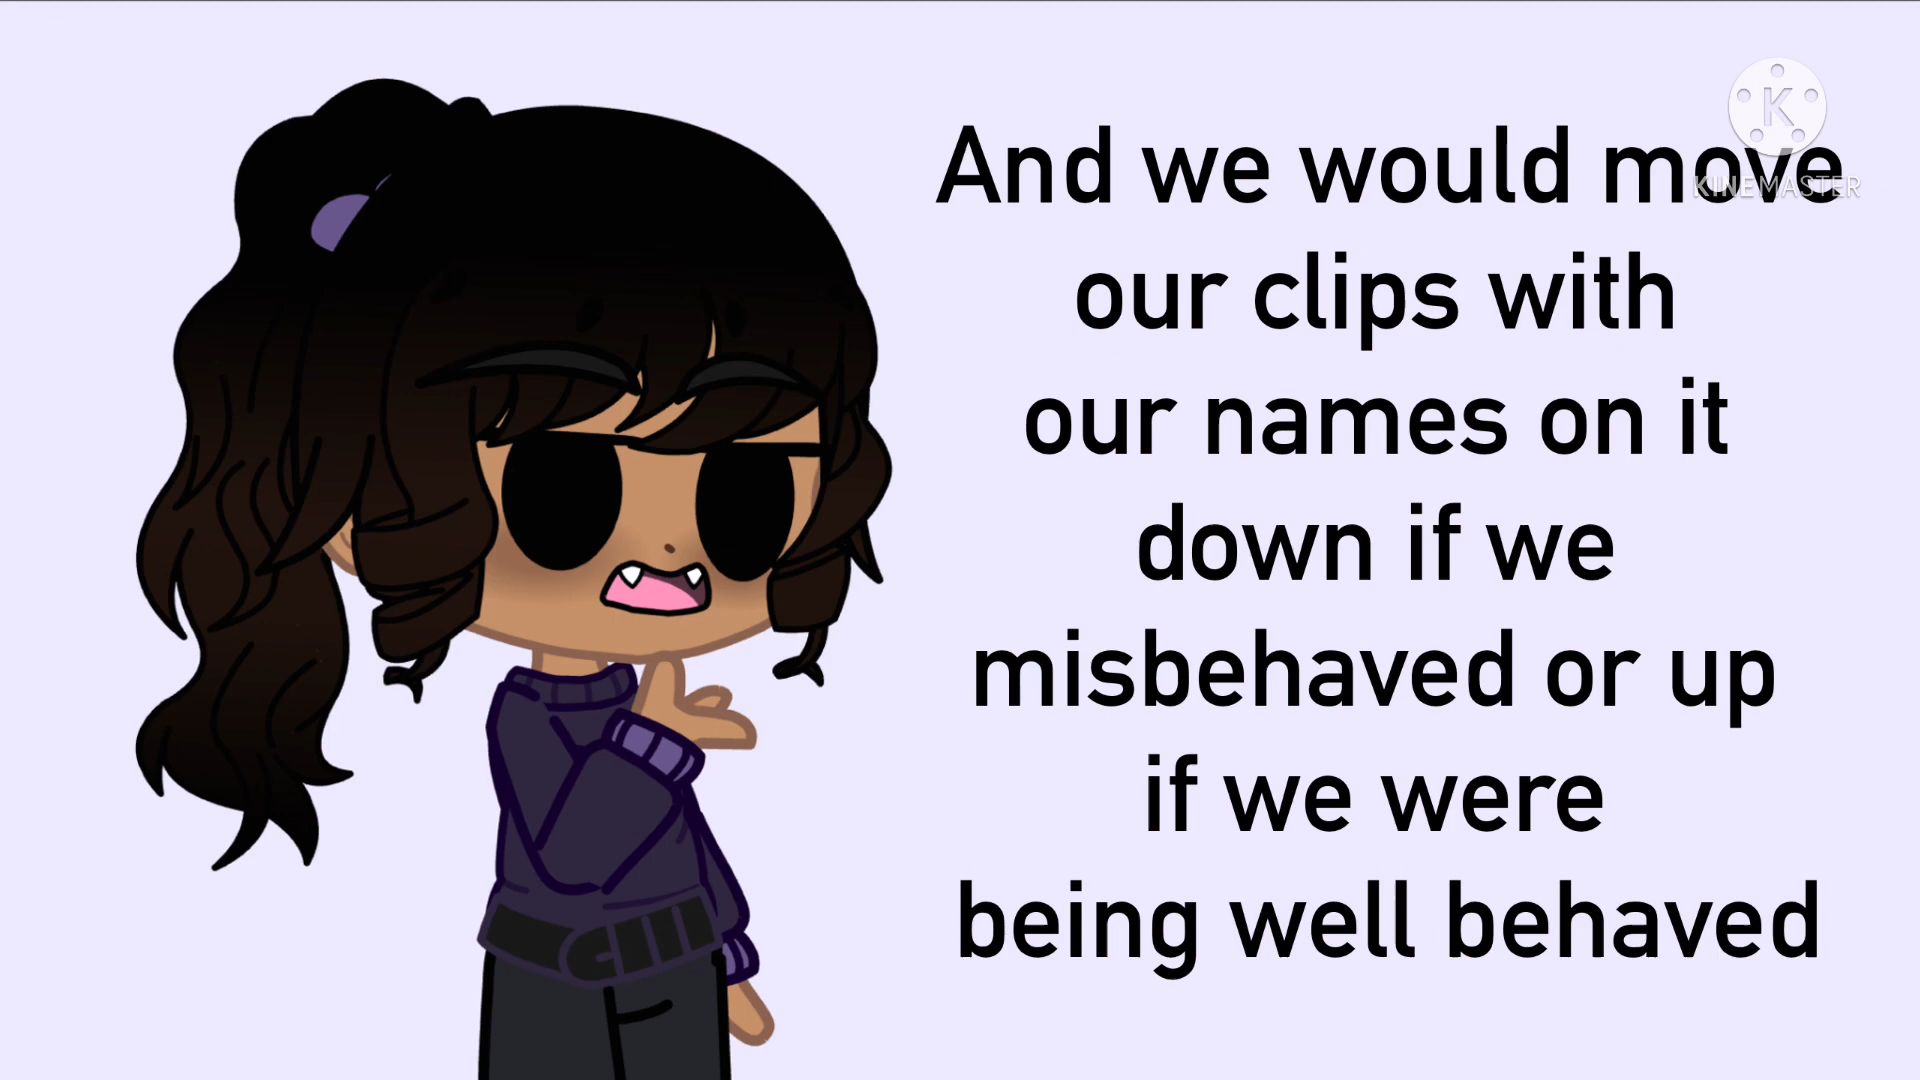 And we would move
our clips with
our names on it
down if we
misbehaved or up
if we were
being well behaved
K
KINEMASTER